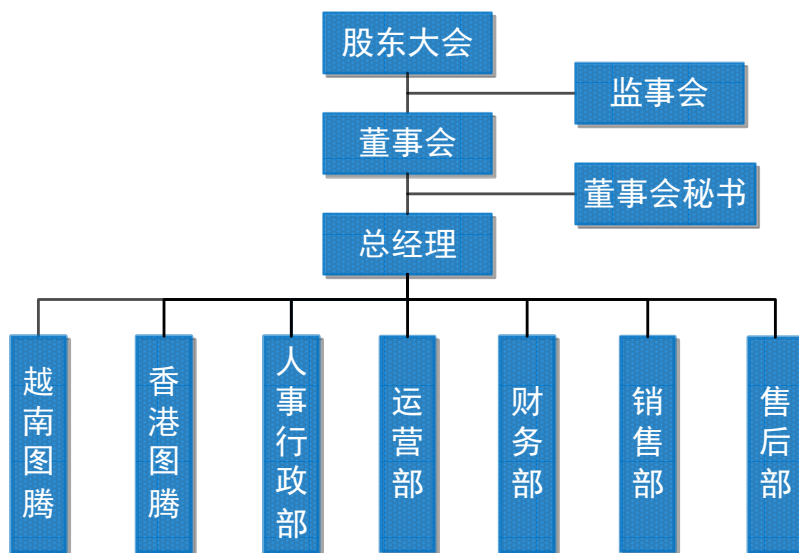 股东大会
监事会
董事会
董事会秘书
总经理
越南图腾
香港图腾
人事行政部
运营部
财务部
销售部
售后部